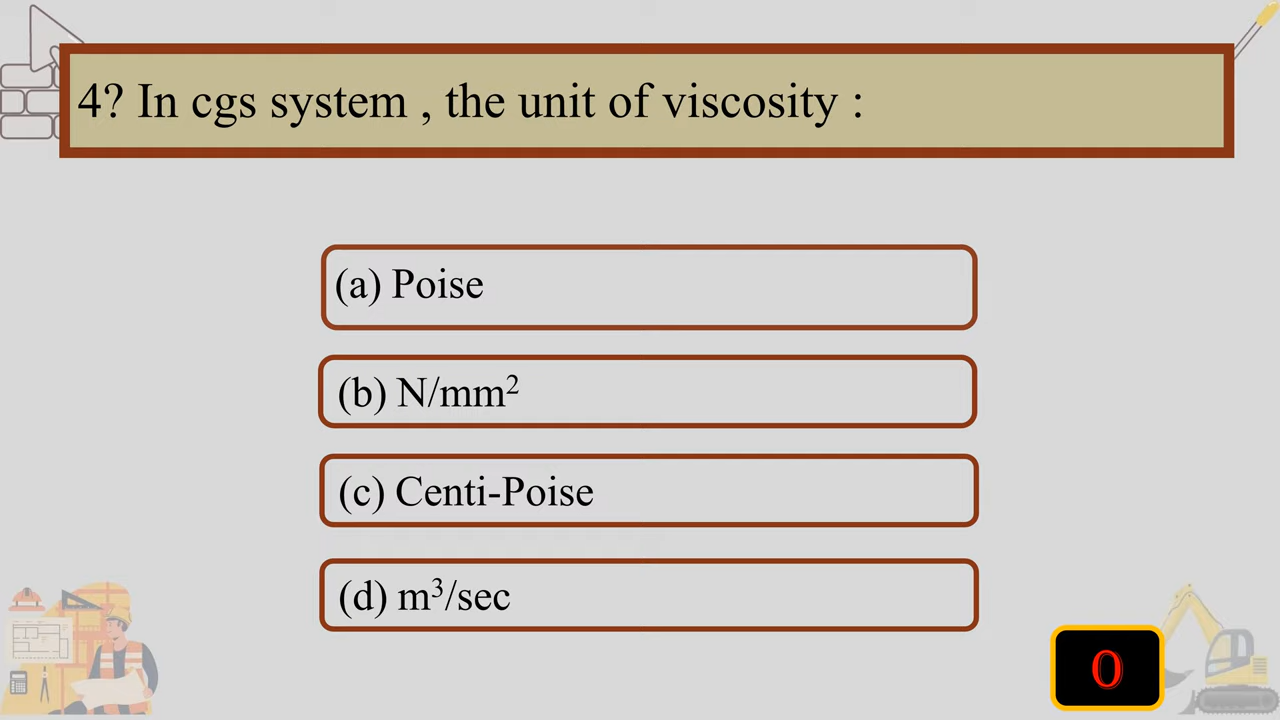 4? In cgs system , the unit of viscosity :
(a) Poise
(b) N/mm²
(c) Centi-Poise
(d) m³/sec
0